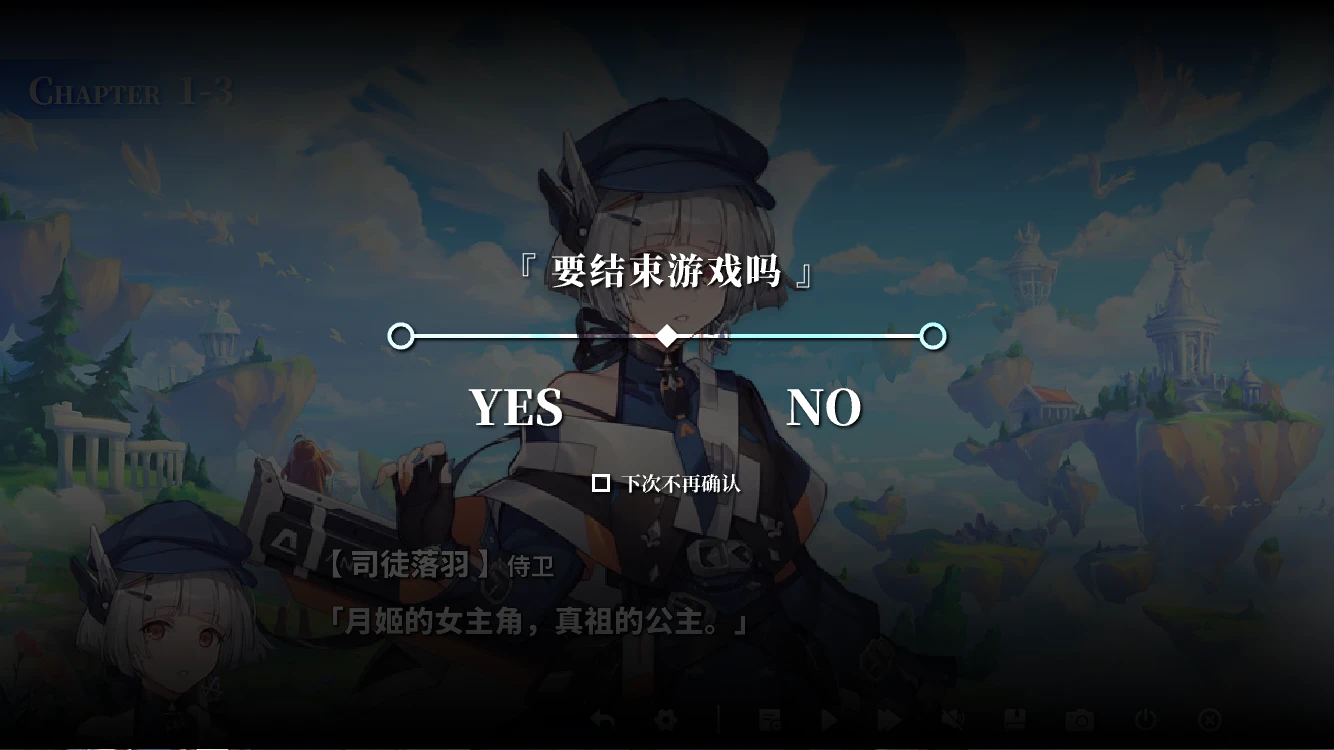 CHAPTER 1-3
『 要结束游戏吗 』
YES NO
下次不再确认
【 司徒落羽 】 侍卫
「月姬的女主角，真祖的公主。」